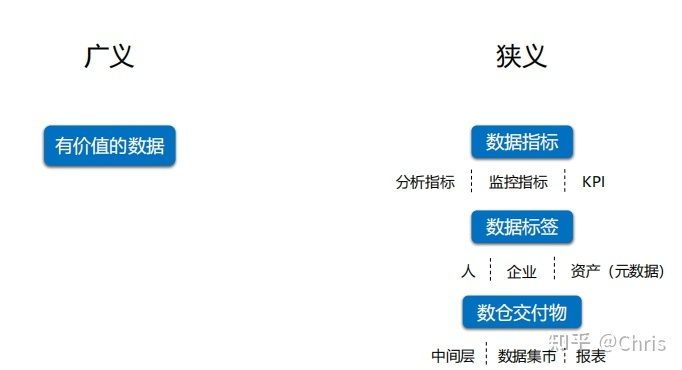 广义
狭义
有价值的数据
数据指标
分析指标 监控指标 KPI
数据标签
人 企业 资产（元数据)
数仓交付物
知乎 @Chris
中间层 数据集市 报表